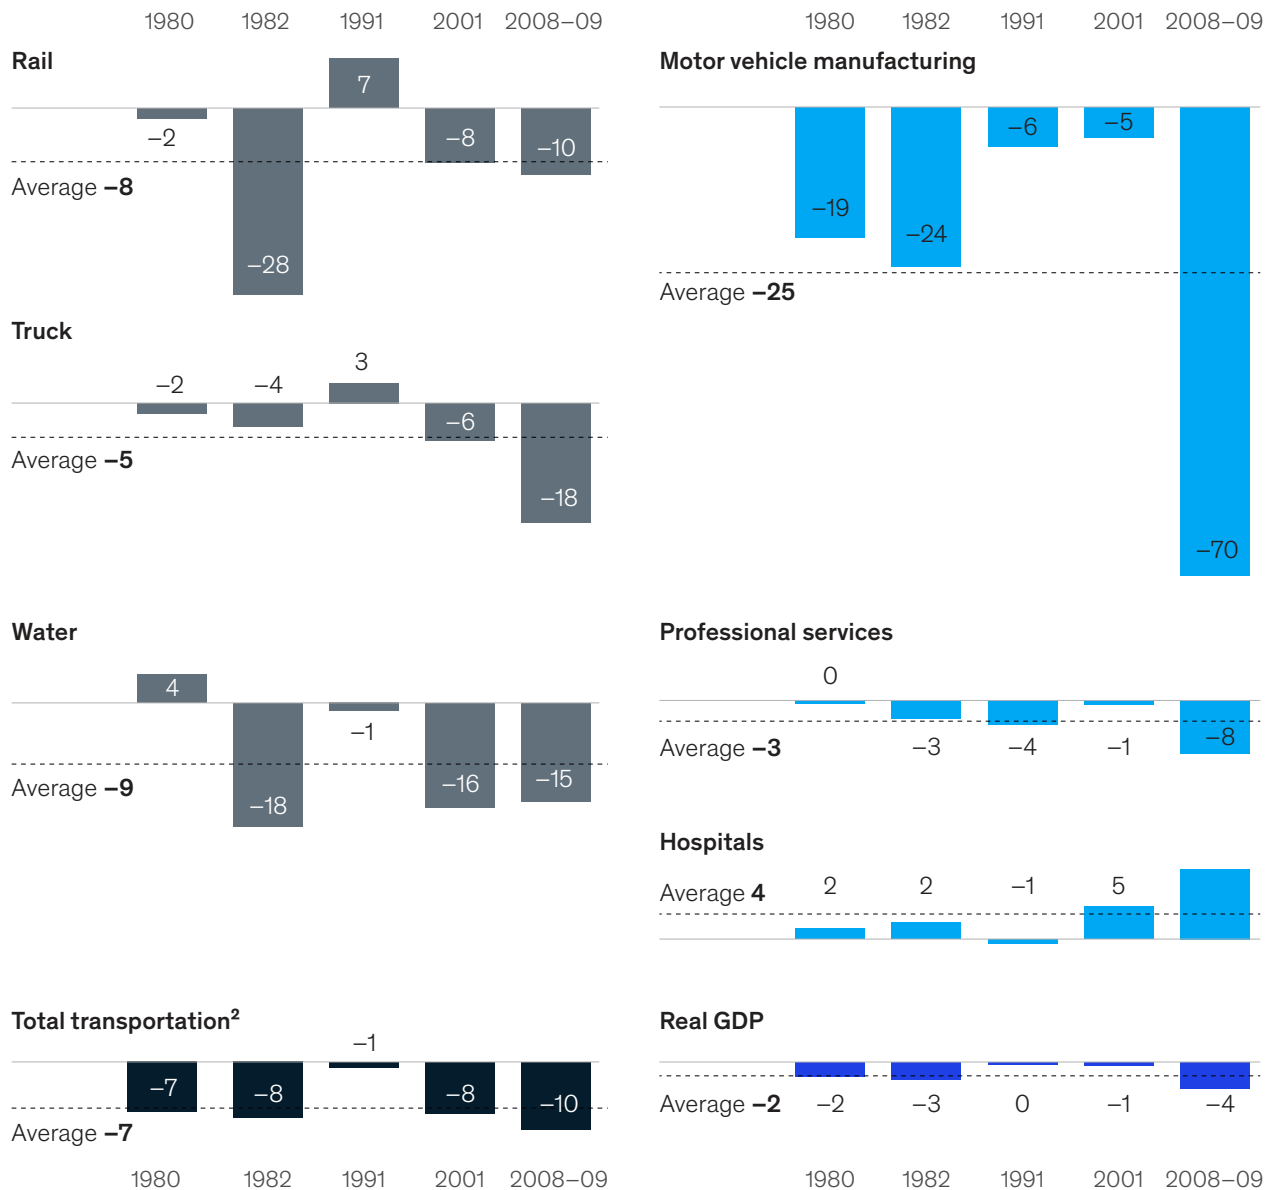 1980 1982 1991 2001 2008–09
Rail
7
–2
–8
–10
Average –8
–28
Truck
3
–2 –4
–6
Average –5
–18
Water
4
–1
–16 –15
Average –9
–18
Total transportation²
–1
–7
–8
–8
–10
Average –7
1980 1982 1991 2001 2008–09
1980 1982 1991 2001 2008–09
Motor vehicle manufacturing
–6 –5
–19
–24
Average –25
–70
Professional services
0
–8
Average –3 –3 –4 –1
Hospitals
Average 4 2 2 –1 5
Real GDP
Average –2 –2 –3 0 –1 –4
1980 1982 1991 2001 2008–09